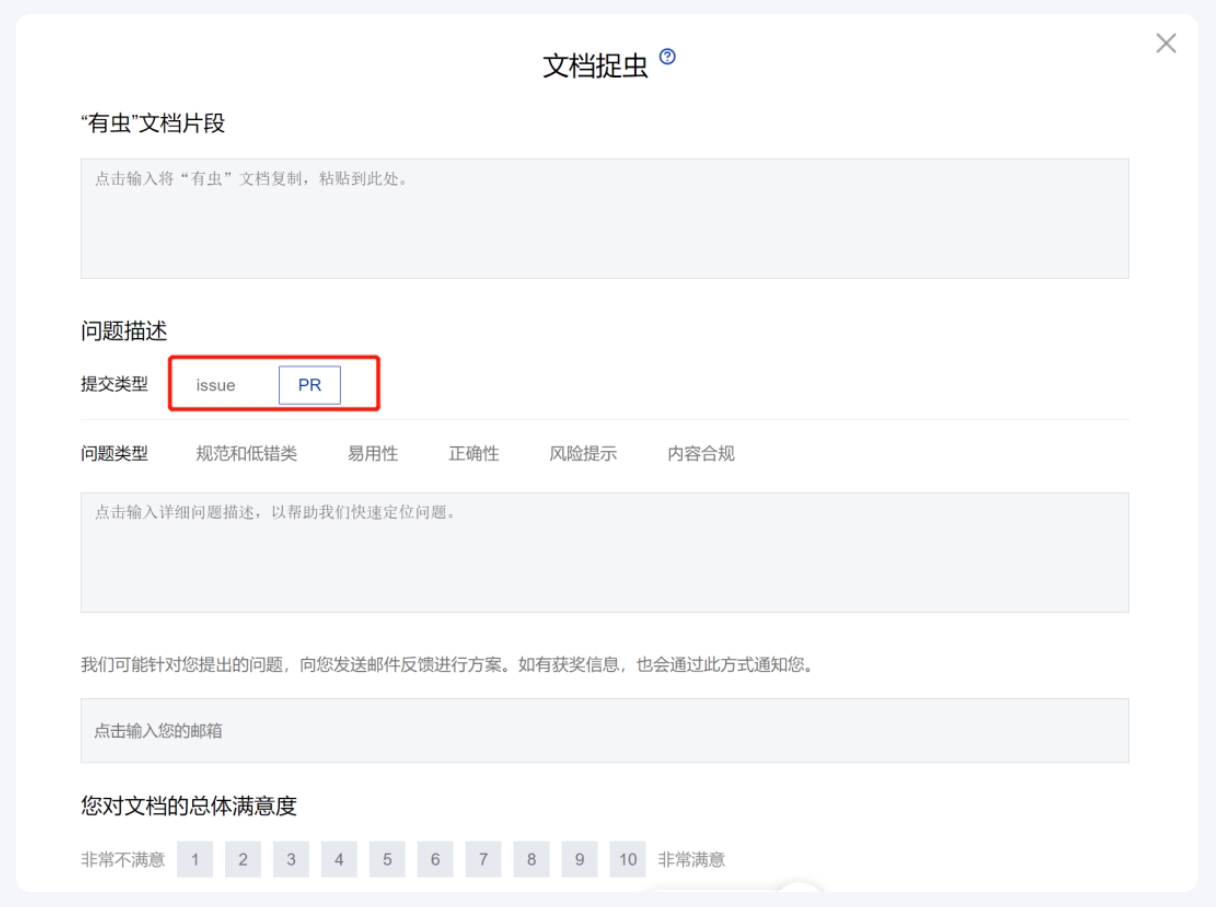 文档捉虫 ?
“有虫”文档片段
点击输入将“有虫”文档复制，粘贴到此处。
问题描述
提交类型 issue PR
问题类型 规范和低错类 易用性 正确性 风险提示 内容合规
点击输入详细问题描述，以帮助我们快速定位问题。
我们可能针对您提出的问题，向您发送邮件反馈进行方案。如有获奖信息，也会通过此方式通知您。
点击输入您的邮箱
您对文档的总体满意度
非常不满意 1 2 3 4 5 6 7 8 9 10 非常满意